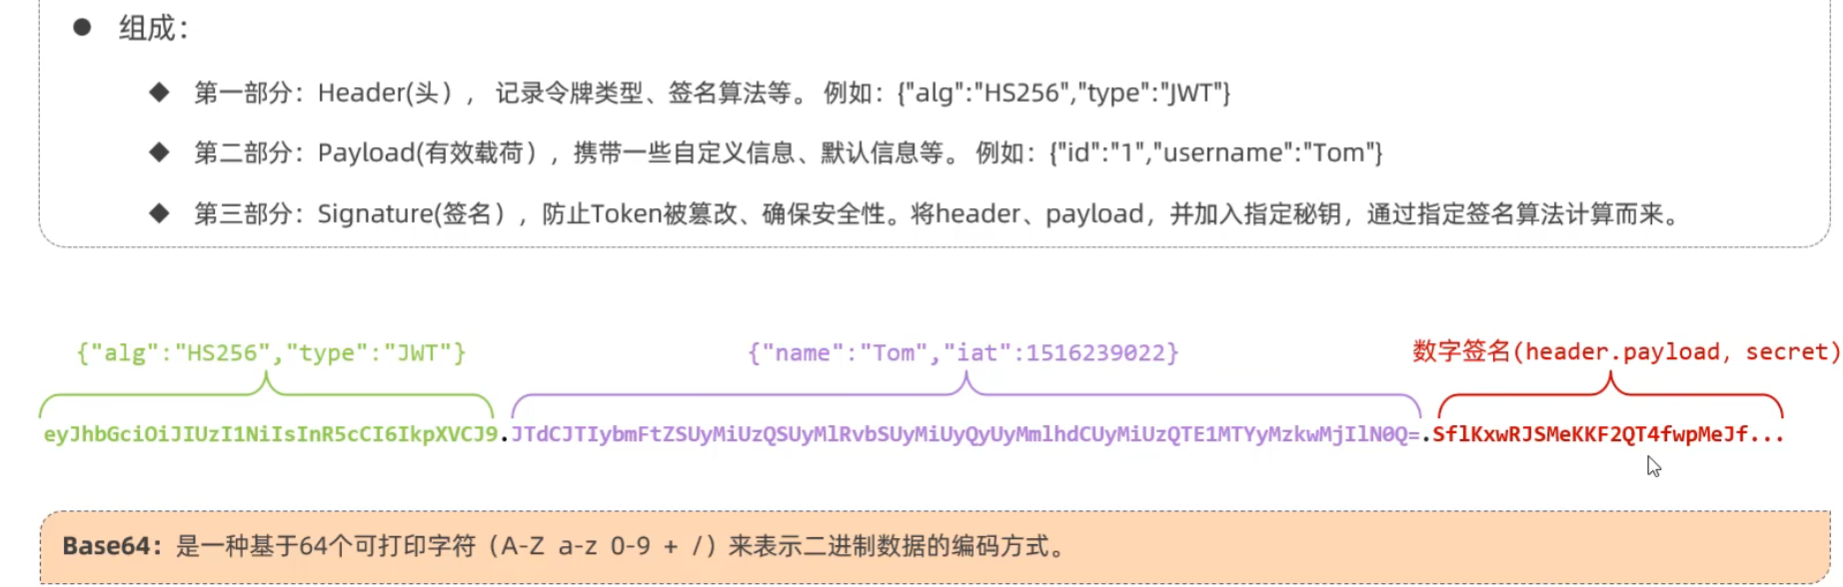 组成：
第一部分：Header(头）， 记录令牌类型、签名算法等。 例如：{"alg":"HS256","type":"JWT"}
第二部分：Payload(有效载荷），携带一些自定义信息、默认信息等。 例如：{"id":"1","username":"Tom"}
第三部分：Signature(签名），防止Token被篡改、确保安全性。将header、payload，并加入指定秘钥，通过指定签名算法计算而来。
{"alg":"HS256","type":"JWT"} {"name":"Tom","iat":1516239022} 数字签名(header.payload, secret)
eyJhbGciOiJIUzI1NiIsInR5cCI6IkpXVCJ9.JTdCJTIybmFtZSUyMiUzQSUyMlRvbSUyMiUyQyUyMmlhdCUyMiUzQTE1MTYyMzkwMjIlN0Q=.SflKxwRJSMeKKF2QT4fwpMeJf...
Base64：是一种基于64个可打印字符（A-Z a-z 0-9 + /）来表示二进制数据的编码方式。